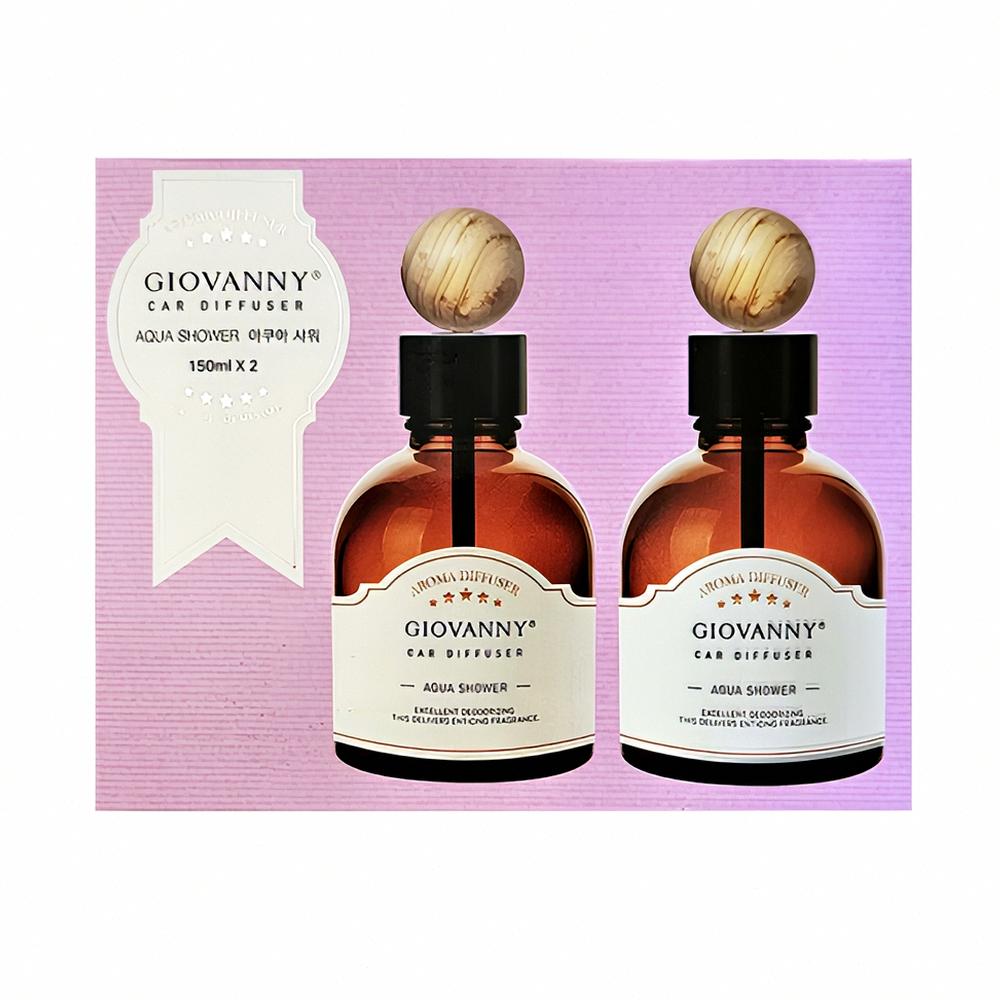 GIOVANNY®
CAR DIFFUSER
AQUA SHOWER 아쿠아 샤워
150ml X 2
AROMA DIFFUSER
GIOVANNY®
CAR DIFFUSER
AQUA SHOWER
EXCELLENT DEODORIZING
THIS DELIVERS ENTICING FRAGRANCE.
AROMA DIFFUSER
GIOVANNY®
CAR DIFFUSER
AQUA SHOWER
EXCELLENT DEODORIZING
THIS DELIVERS ENTICING FRAGRANCE.